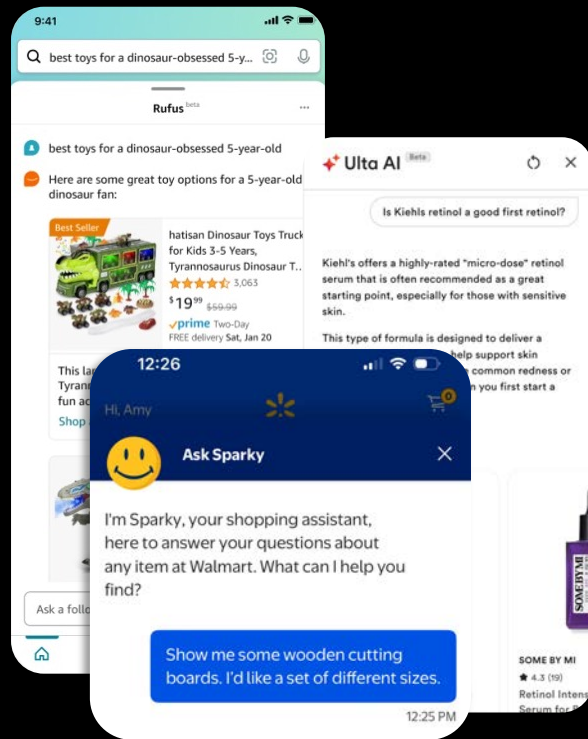 9:41
best toys for a dinosaur-obsessed 5-y...
Rufus beta
best toys for a dinosaur-obsessed 5-year-old
Here are some great toy options for a 5-year-old
dinosaur fan:
Best Seller
hatisan Dinosaur Toys Truck
for Kids 3-5 Years,
Tyrannosaurus Dinosaur T...
3,063
$19⁹⁹ $59.99
prime Two-Day
FREE delivery Sat, Jan 20
This
fun
Shop
Ask a
Ulta AI Beta
Is Kiehls retinol a good first retinol?
Kiehl's offers a highly-rated "micro-dose" retinol
serum that is often recommended as a great
starting point, especially for those with sensitive
skin.
This type of formula is designed to deliver a
help support skin
common redness or
you first start a
SOME BY MI
SOME BY MI
4.3 (19)
Retinol
Serum for
12:26
Hi, Amy
0
Ask Sparky
I'm Sparky, your shopping assistant,
here to answer your questions about
any item at Walmart. What can I help you
find?
Show me some wooden cutting
boards. I'd like a set of different sizes.
12:25 PM